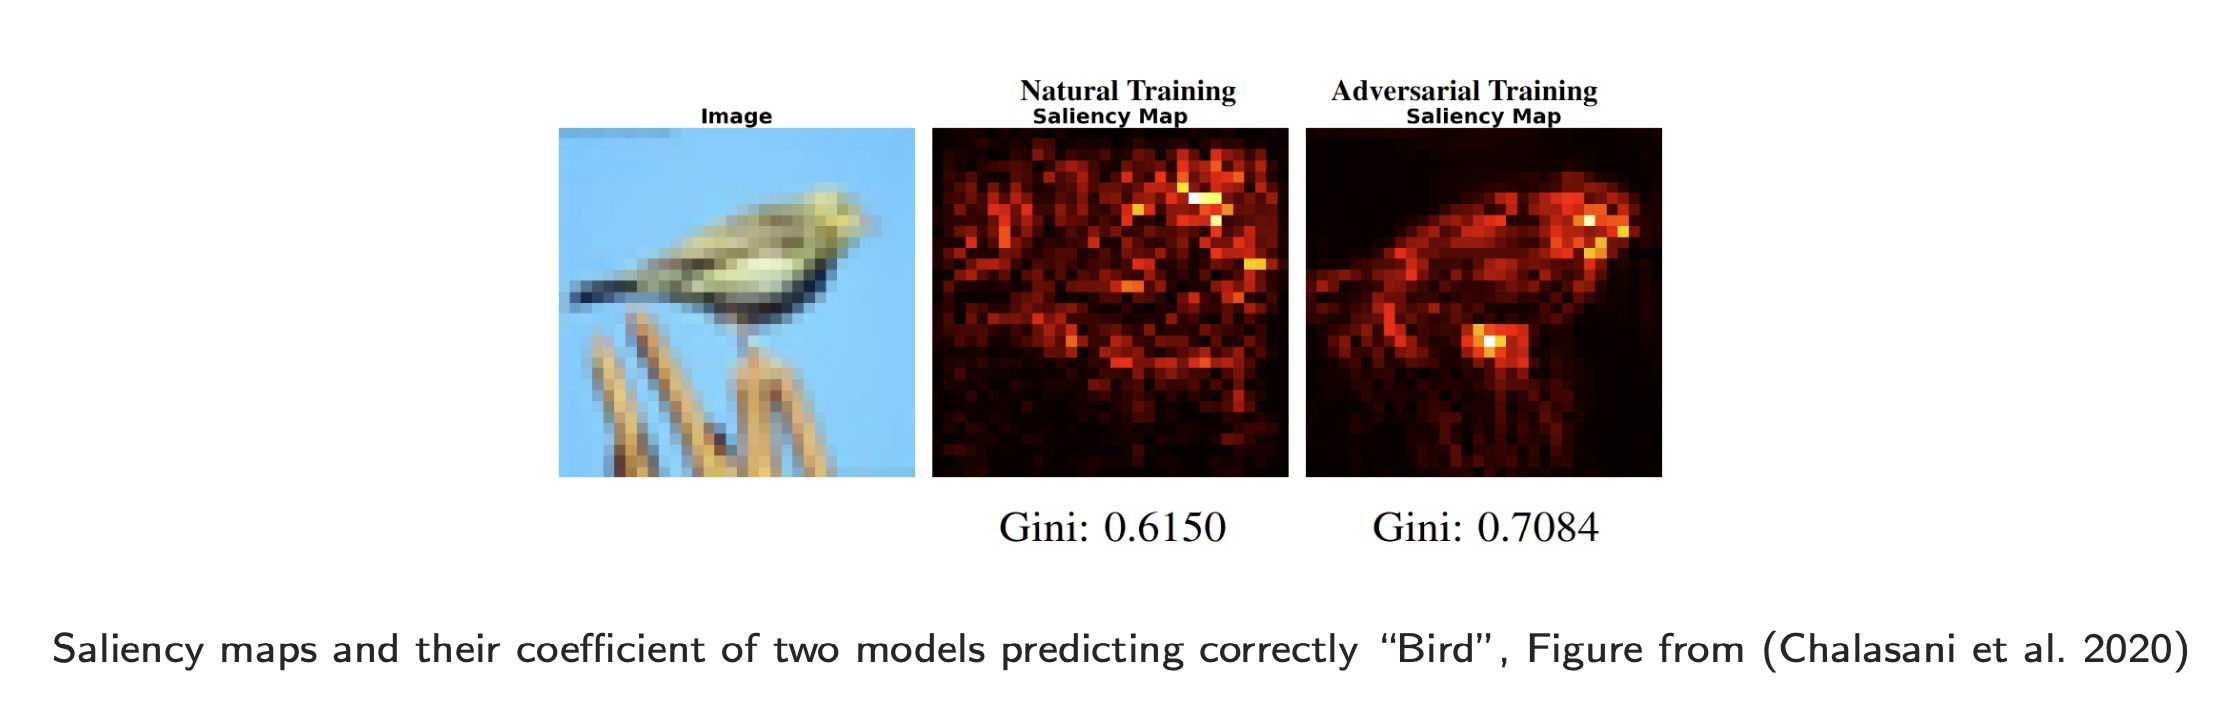 Natural Training
Adversarial Training
Image
Saliency Map
Saliency Map
Gini: 0.6150
Gini: 0.7084
Saliency maps and their coefficient of two models predicting correctly “Bird”, Figure from (Chalasani et al. 2020)